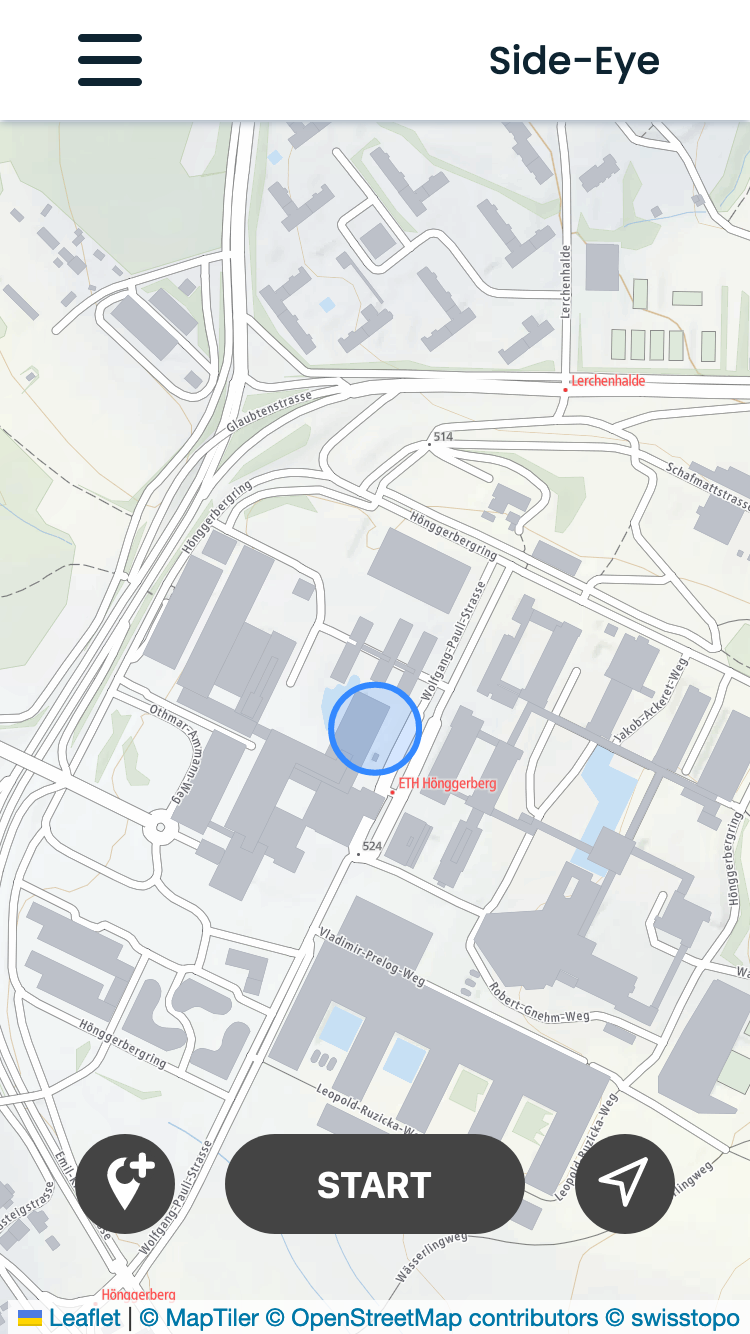 Side-Eye
Lerchenhalde
Lerchenhalde
Glaubtenstrasse
514
Schafmattstrasse
Hönggerbergring
Hönggerbergring
Wolfgang-Pauli-Strasse
Jakob-Ackeret-Weg
Othmar-Ammann-Weg
ETH Hönggerberg
524
Hönggerbergring
Vladimir-Prelog-Weg
Robert-Gnehm-Weg
Hönggerbergring
Leopold-Ruzicka-W
Leopold-Ruzicka-Weg
START
Wolfgang-Pauli-Strasse
Wässerlingweg
Hönggerberg
Leaflet | © MapTiler © OpenStreetMap contributors © swisstopo